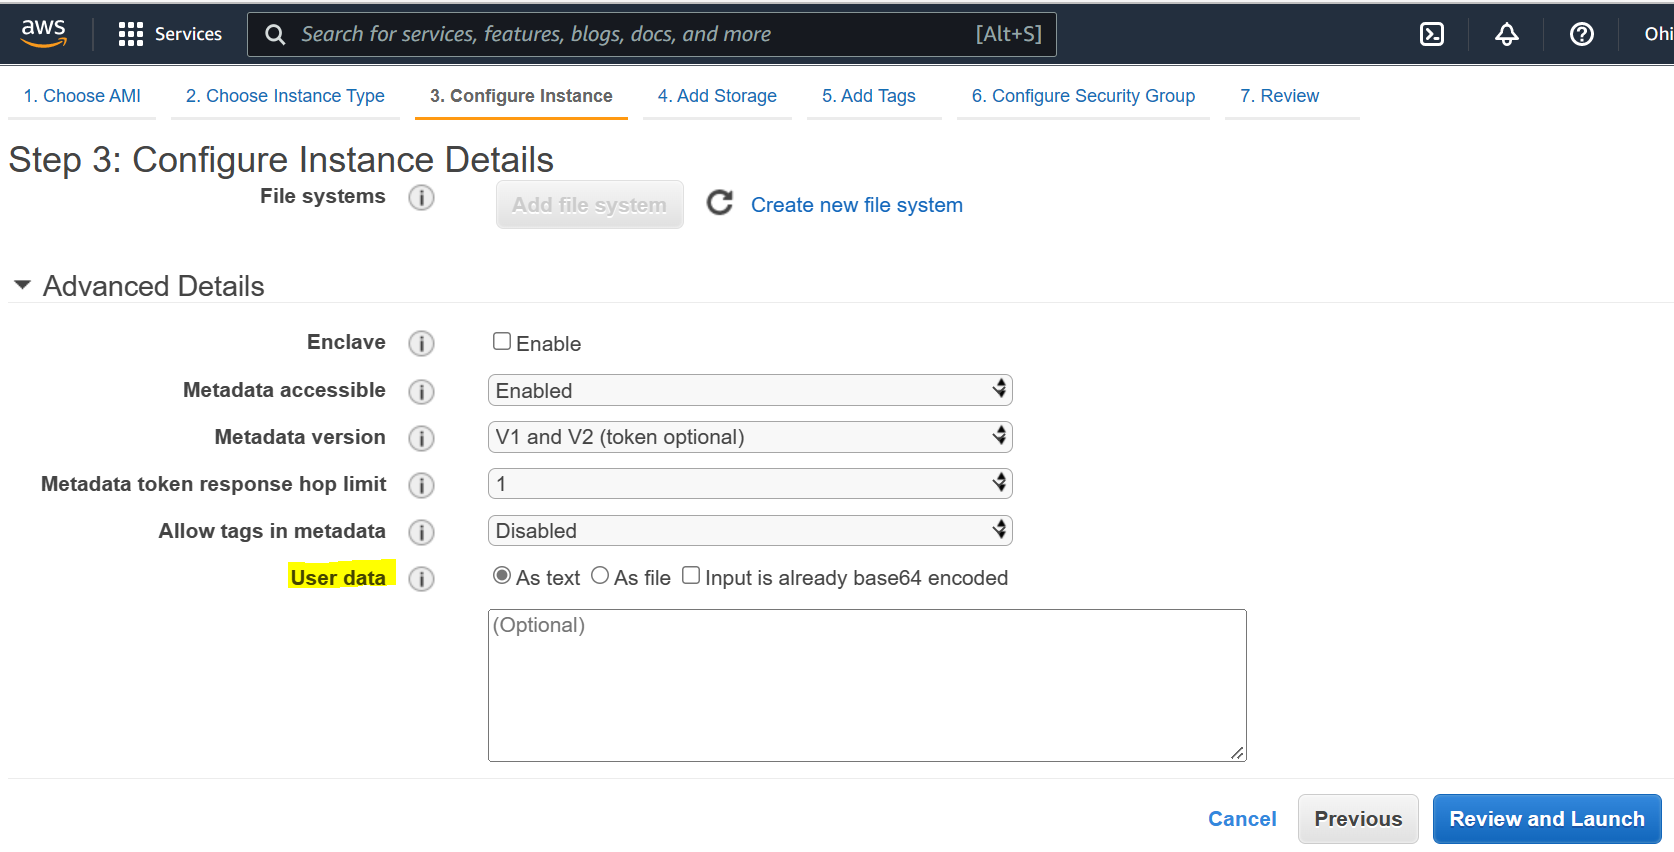 aws Services Search for services, features, blogs, docs, and more [Alt+S] Ohi
1. Choose AMI 2. Choose Instance Type 3. Configure Instance 4. Add Storage 5. Add Tags 6. Configure Security Group 7. Review
Step 3: Configure Instance Details
File systems Add file system Create new file system
Advanced Details
Enclave Enable
Metadata accessible Enabled
Metadata version V1 and V2 (token optional)
Metadata token response hop limit 1
Allow tags in metadata Disabled
User data As text As file Input is already base64 encoded
(Optional)
Cancel Previous Review and Launch